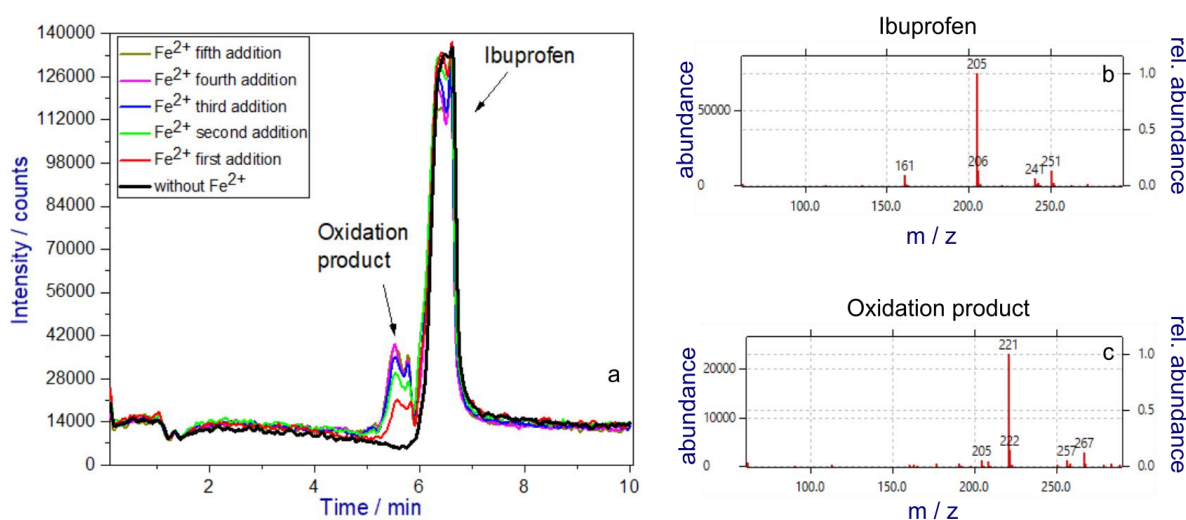 140000
126000
112000
98000
84000
70000
56000
42000
28000
14000
0
Intensity / counts
Fe2+ fifth addition
Fe2+ fourth addition
Fe2+ third addition
Fe2+ second addition
Fe2+ first addition
without Fe2+
Ibuprofen
Oxidation
product
a
2
4
6
8
10
Time / min
Ibuprofen
abundance
50000
0
205
b
161
206
241
251
1.0
0.5
0.0
rel. abundance
100.0
150.0
200.0
250.0
m / z
Oxidation product
abundance
20000
10000
0
221
c
205
222
257
267
1.0
0.5
0.0
rel. abundance
100.0
150.0
200.0
250.0
m / z